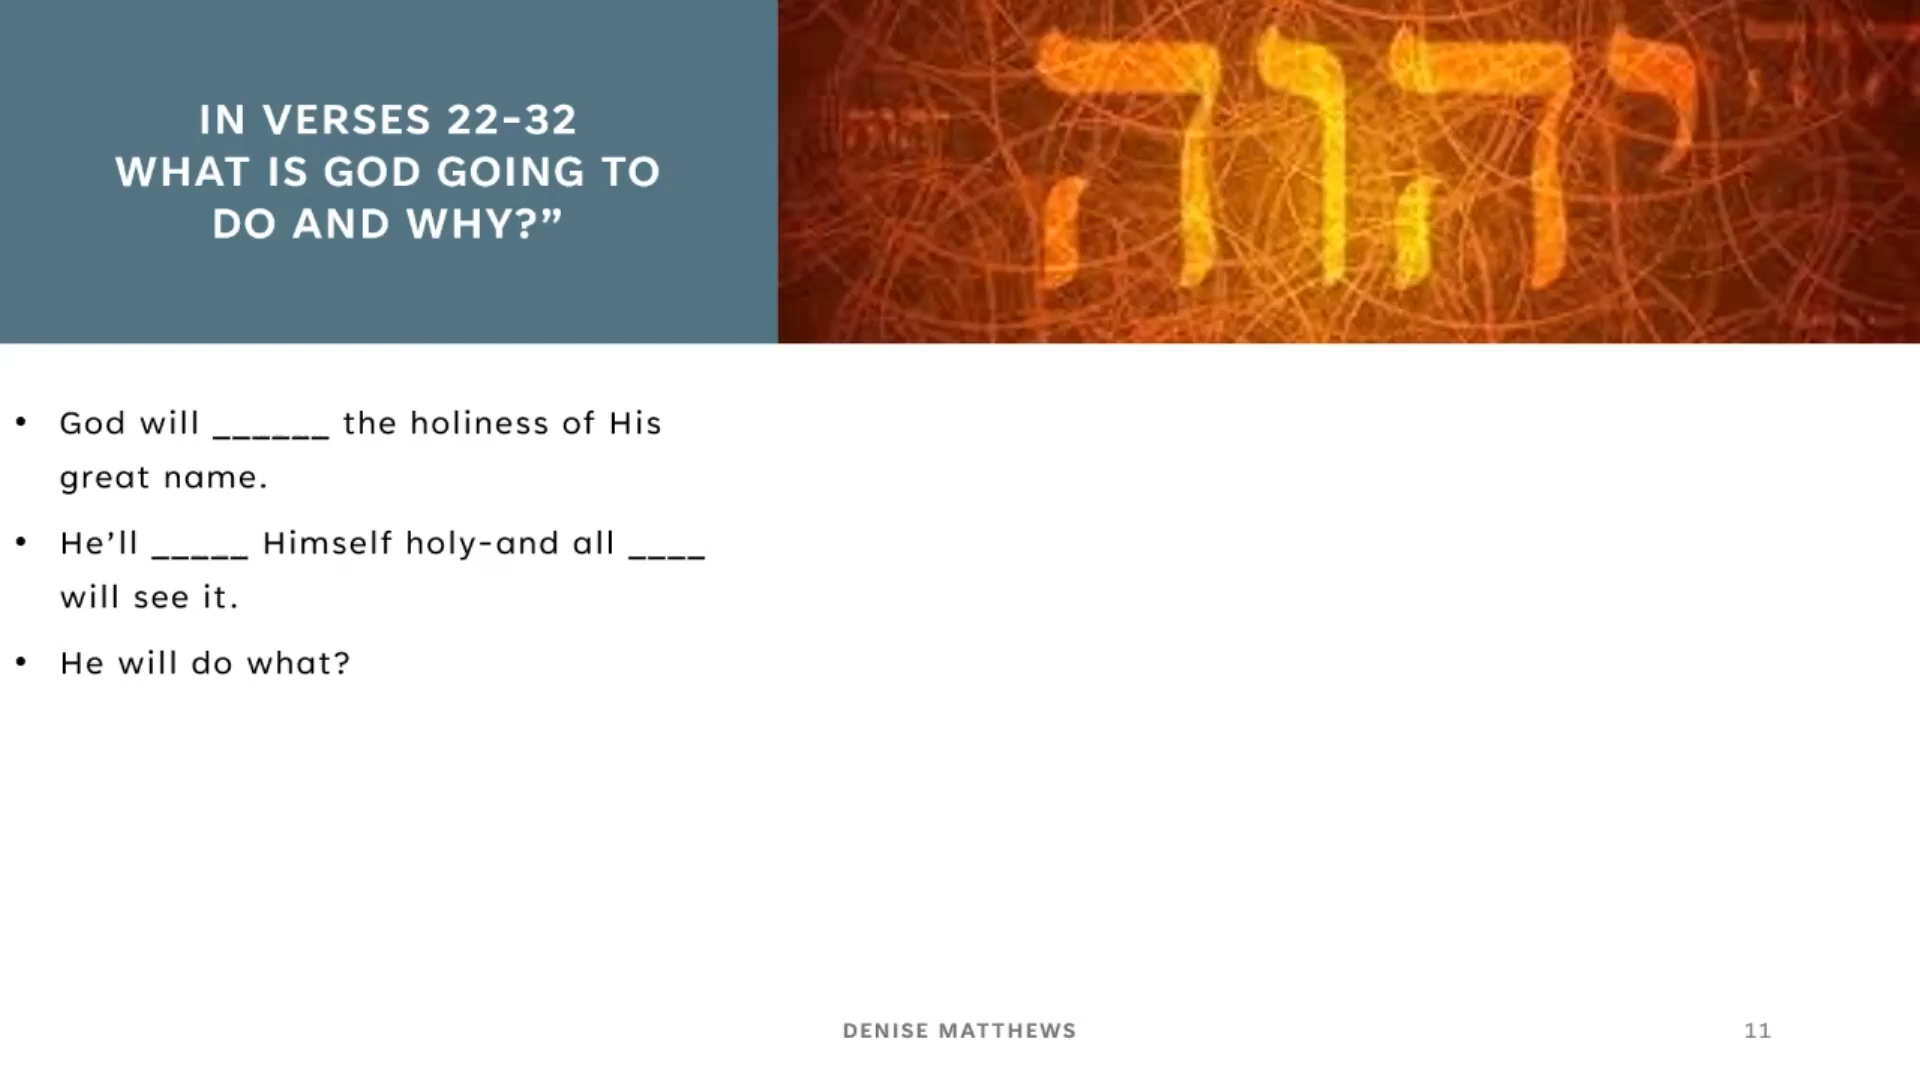 IN VERSES 22-32
WHAT IS GOD GOING TO
DO AND WHY?”
יהוה
• God will ______ the holiness of His
great name.
• He’ll _____ Himself holy-and all ____
will see it.
• He will do what?
DENISE MATTHEWS
11